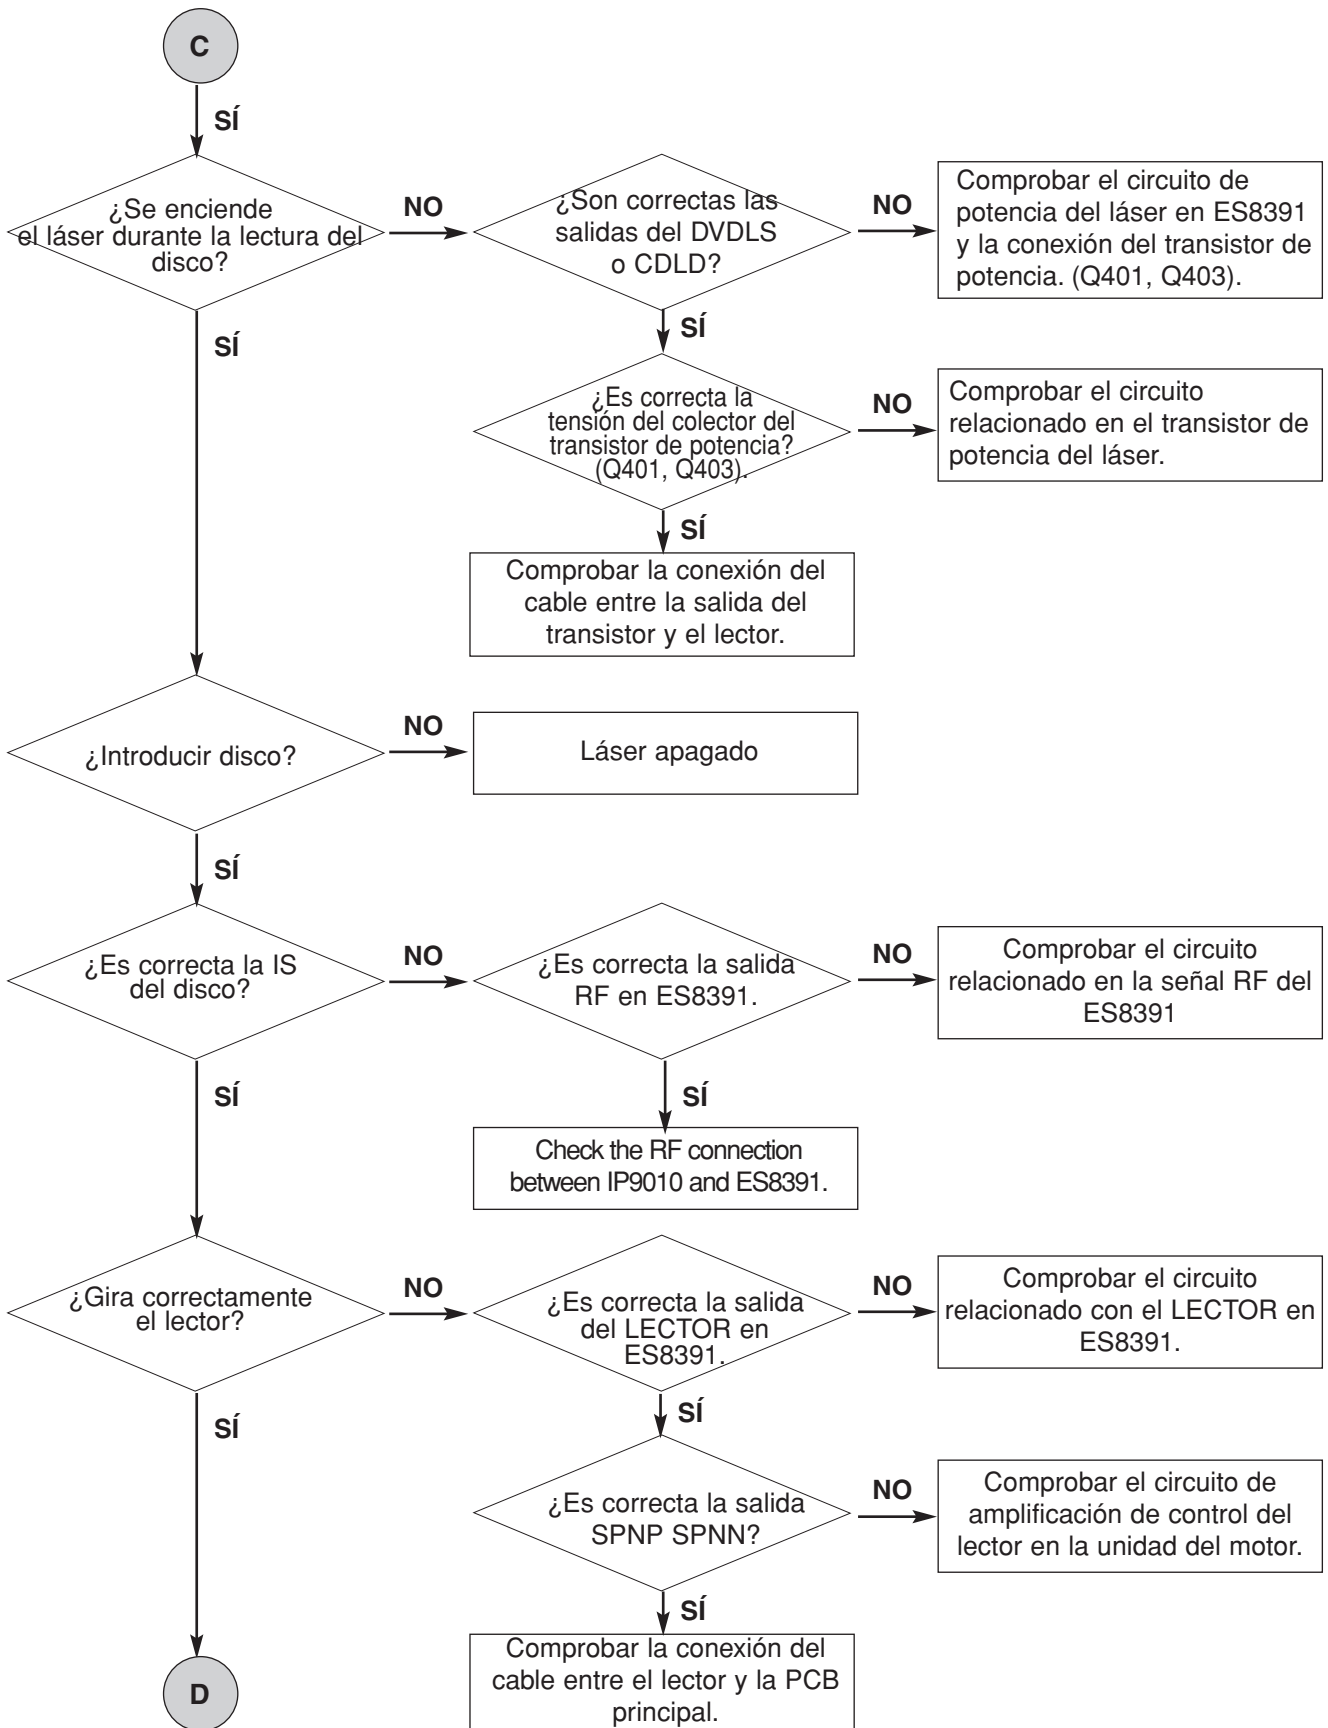 C
SÍ
¿Se enciende
el láser durante la lectura del
disco?
NO
¿Son correctas las
salidas del DVDLS
o CDLD?
NO
Comprobar el circuito de
potencia del láser en ES8391
y la conexión del transistor de
potencia. (Q401, Q403).
SÍ
SÍ
¿Es correcta la
tensión del colector del
transistor de potencia?
(Q401, Q403).
NO
Comprobar el circuito
relacionado en el transistor de
potencia del láser.
SÍ
Comprobar la conexión del
cable entre la salida del
transistor y el lector.
¿Introducir disco?
NO
Láser apagado
SÍ
¿Es correcta la IS
del disco?
NO
¿Es correcta la salida
RF en ES8391.
NO
Comprobar el circuito
relacionado en la señal RF del
ES8391
SÍ
SÍ
Check the RF connection
between IP9010 and ES8391.
¿Gira correctamente
el lector?
NO
¿Es correcta la salida
del LECTOR en
ES8391.
NO
Comprobar el circuito
relacionado con el LECTOR en
ES8391.
SÍ
SÍ
¿Es correcta la salida
SPNP SPNN?
NO
Comprobar el circuito de
amplificación de control del
lector en la unidad del motor.
SÍ
Comprobar la conexión del
cable entre el lector y la PCB
principal.
D